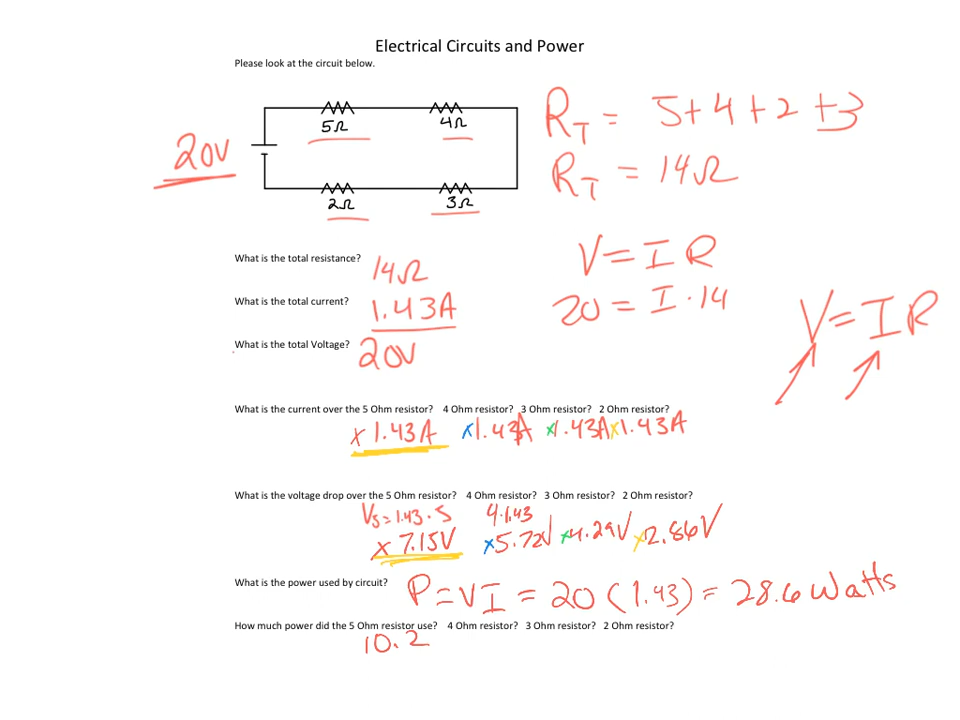 Electrical Circuits and Power
Please look at the circuit below.
5Ω 4Ω
20V
2Ω 3Ω
R_T = 5+4+2+3
R_T = 14Ω
What is the total resistance? 14Ω
What is the total current? 1.43A
What is the total Voltage? 20V
V = I R
20 = I · 14
V = I R
What is the current over the 5 Ohm resistor? 4 Ohm resistor? 3 Ohm resistor? 2 Ohm resistor?
x 1.43A x1.43A x1.43A x1.43A
What is the voltage drop over the 5 Ohm resistor? 4 Ohm resistor? 3 Ohm resistor? 2 Ohm resistor?
V5 = 1.43 · 5 4·1.43
x 7.15V x5.72V x4.29V x2.86V
What is the power used by circuit? P = VI = 20 (1.43) = 28.6 Watts
How much power did the 5 Ohm resistor use? 4 Ohm resistor? 3 Ohm resistor? 2 Ohm resistor?
10.2